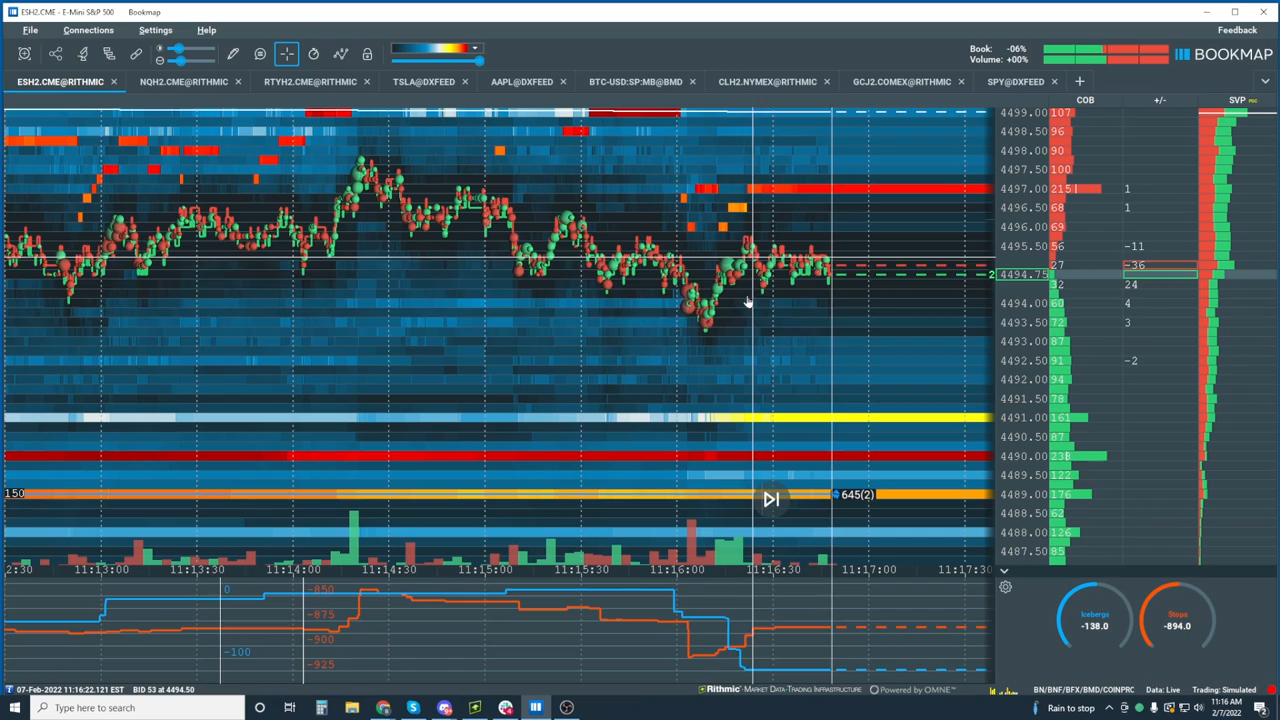 ESH2.CME - E-Mini S&P 500 Bookmap
File Connections Settings Help Feedback
Book: -06%
Volume: +00%
BOOKMAP
ESH2.CME@RITHMIC NQH2.CME@RITHMIC RTYH2.CME@RITHMIC TSLA@DXFEED AAPL@DXFEED BTC-USD:SP:MB@BMD CLH2.NYMEX@RITHMIC GCJ2.COMEX@RITHMIC SPY@DXFEED
COB +/- SVP
4499.00 107
4498.50 96
4498.00 90
4497.50 100
4497.00 215 1
4496.50 68 1
4496.00 69
4495.50 56 -11
27 -36
2 4494.75
32 24
4494.00 60 4
4493.50 72 3
4493.00 87
4492.50 91 -2
4492.00 94
4491.50 78
4491.00 161
4490.50 87
4490.00 238
4489.50 122
4489.00 176
150 645(2)
4488.50 62
4488.00 126
4487.50 85
2:30 11:13:00 11:13:30 11:14:00 11:14:30 11:15:00 11:15:30 11:16:00 11:16:30 11:17:00 11:17:30
0 -850
-875
-900
-100
-925
Icebergs
-138.0
Stops
-894.0
07-Feb-2022 11:16:22.121 EST BID 53 at 4494.50
Rithmic - Market Data-Trading Infrastructure
Powered by OMNE™
BN/BNF/BFX/BMD/COINPRC Data: Live Trading: Simulated
Type here to search
Rain to stop
11:16 AM
2/7/2022